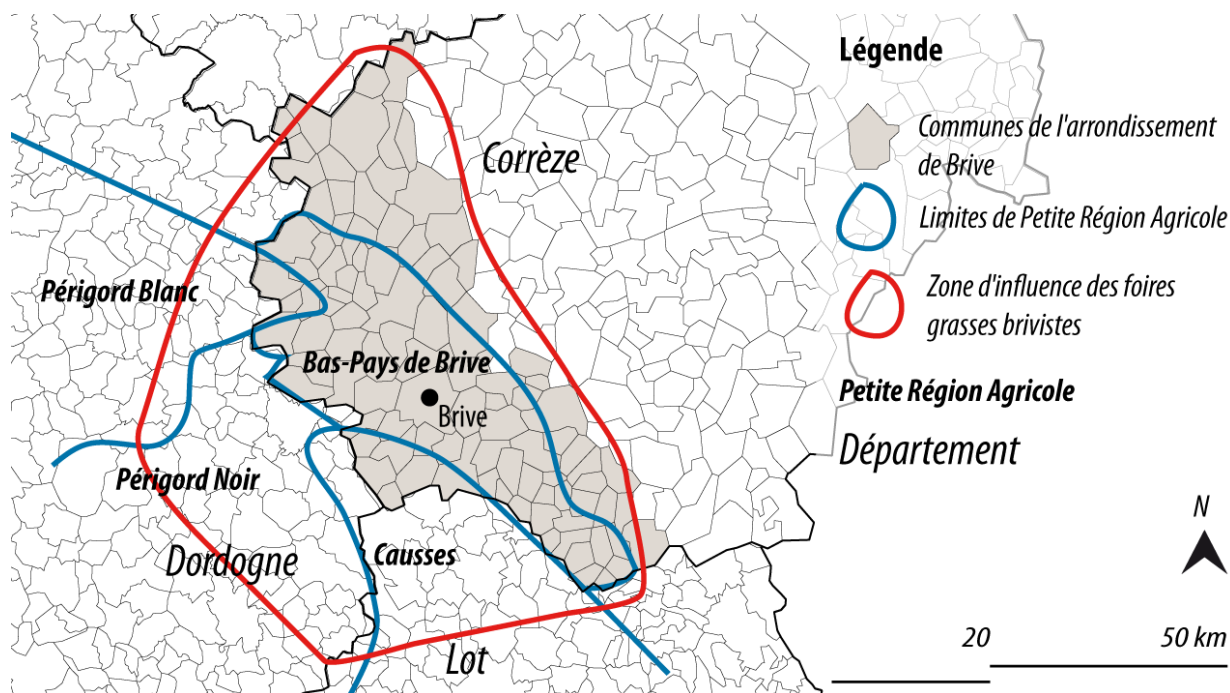 Légende
Communes de l'arrondissement
de Brive
Limites de Petite Région Agricole
Zone d'influence des foires
grasses brivistes
Petite Région Agricole
Département
N
20
50 km
Corrèze
Périgord Blanc
Bas-Pays de Brive
Brive
Périgord Noir
Dordogne
Causses
Lot